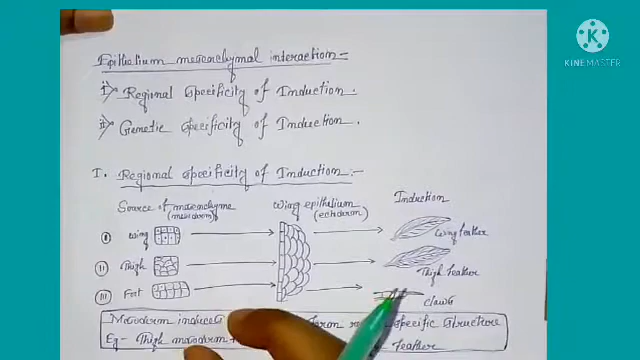 Epithelium mesenchymal interaction :-
i) Regional Specificity Of Induction.
ii) Genetic specificity of Induction.
I. Regional specificity of Induction :-
Source of mesenchyme (mesoderm)
Wing epithelium (ectoderm)
Induction
I Wing
Wing feather
II Thigh
Thigh feather
III Foot
Claws
Mesoderm induces specific Structure
Eg - Thigh mesoderm feather
K
KINEMASTER